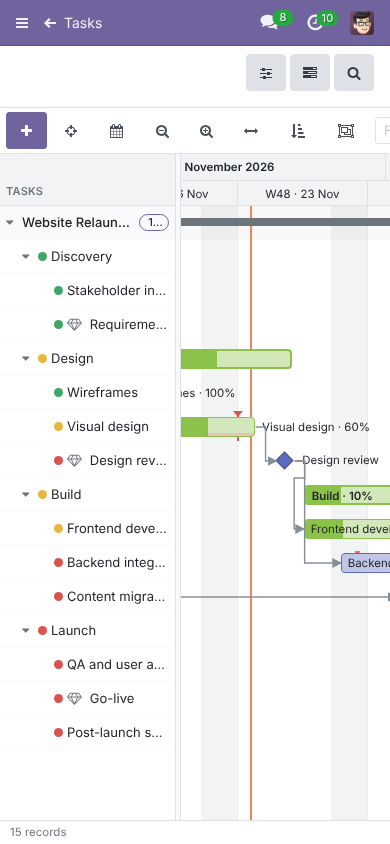 Tasks
8
10
November 2026
TASKS
Nov
W48 · 23 Nov
Website Relaun...
1...
Discovery
Stakeholder in...
Requireme...
Design
Wireframes
· 100%
Visual design
Visual design · 60%
Design rev...
Design review
Build
Build · 10%
Frontend deve...
Frontend devel
Backend integ...
Backend
Content migra...
Launch
QA and user a...
Go-live
Post-launch s...
15 records